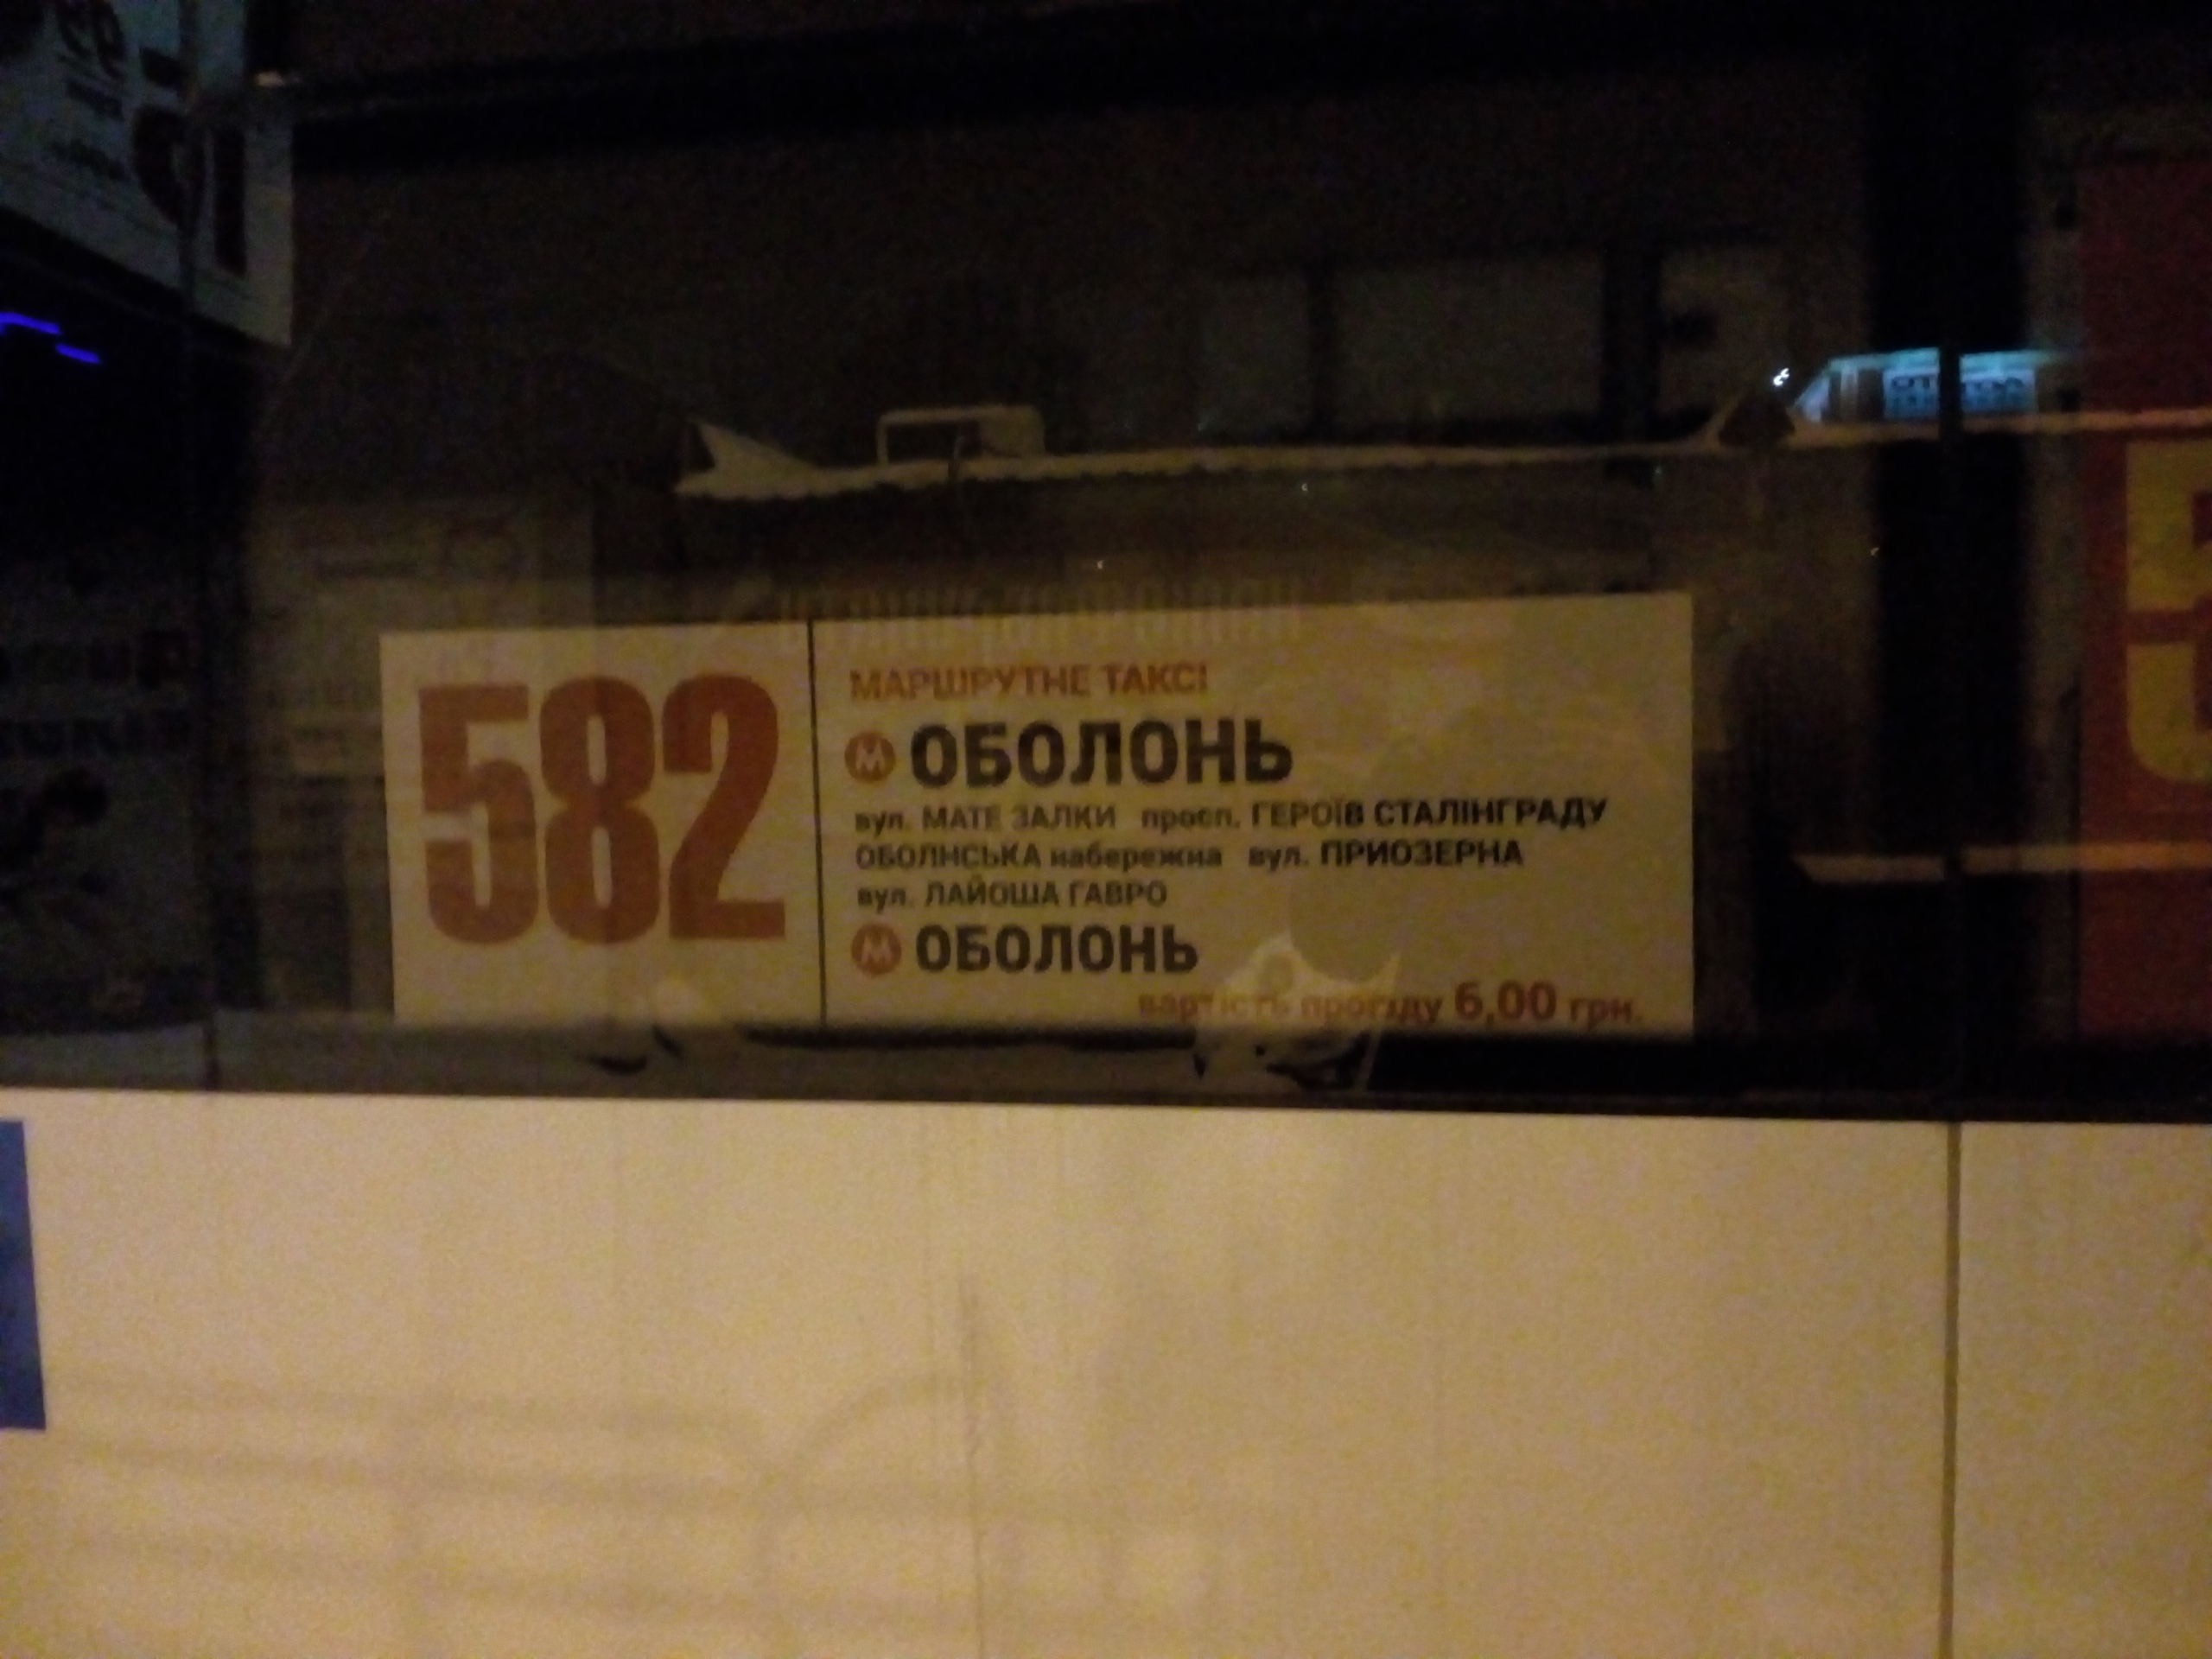 582
МАРШРУТНЕ ТАКСІ
М ОБОЛОНЬ
вул. МАТЕ ЗАЛКИ просп. ГЕРОЇВ СТАЛІНГРАДУ
ОБОЛНСЬКА набережна вул. ПРИОЗЕРНА
вул. ЛАЙОША ГАВРО
М ОБОЛОНЬ
вартість проїзду 6,00 грн.
5